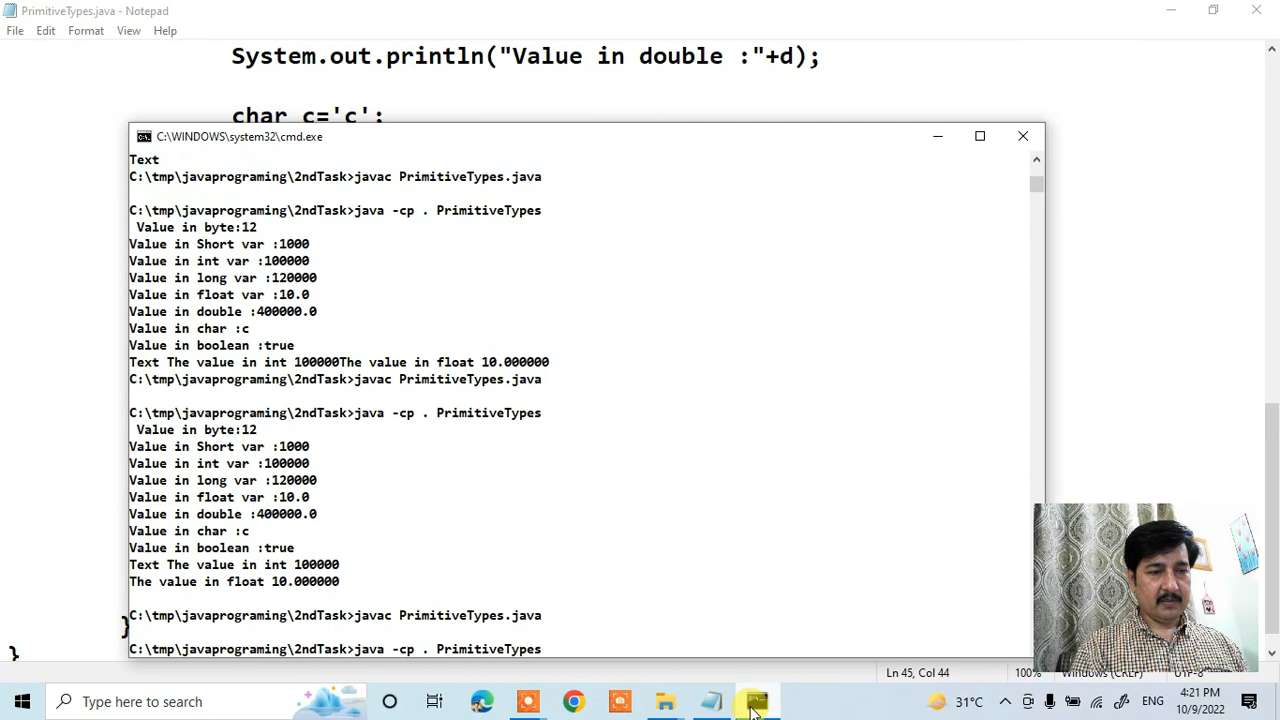 PrimitiveTypes.java - Notepad
File Edit Format View Help
System.out.println("Value in double :"+d);
char c='c';
C:\WINDOWS\system32\cmd.exe
Text
C:\tmp\javaprograming\2ndTask>javac PrimitiveTypes.java
C:\tmp\javaprograming\2ndTask>java -cp . PrimitiveTypes
Value in byte:12
Value in Short var :1000
Value in int var :100000
Value in long var :120000
Value in float var :10.0
Value in double :400000.0
Value in char :c
Value in boolean :true
Text The value in int 100000The value in float 10.000000
C:\tmp\javaprograming\2ndTask>javac PrimitiveTypes.java
C:\tmp\javaprograming\2ndTask>java -cp . PrimitiveTypes
Value in byte:12
Value in Short var :1000
Value in int var :100000
Value in long var :120000
Value in float var :10.0
Value in double :400000.0
Value in char :c
Value in boolean :true
Text The value in int 100000
The value in float 10.000000
C:\tmp\javaprograming\2ndTask>javac PrimitiveTypes.java
}
C:\tmp\javaprograming\2ndTask>java -cp . PrimitiveTypes
}
Ln 45, Col 44 100% Windows (CRLF) UTF-8
Type here to search
31°C ENG
4:21 PM
10/9/2022